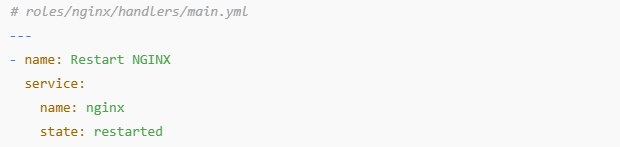 # roles/nginx/handlers/main.yml
---
- name: Restart NGINX
  service:
    name: nginx
    state: restarted